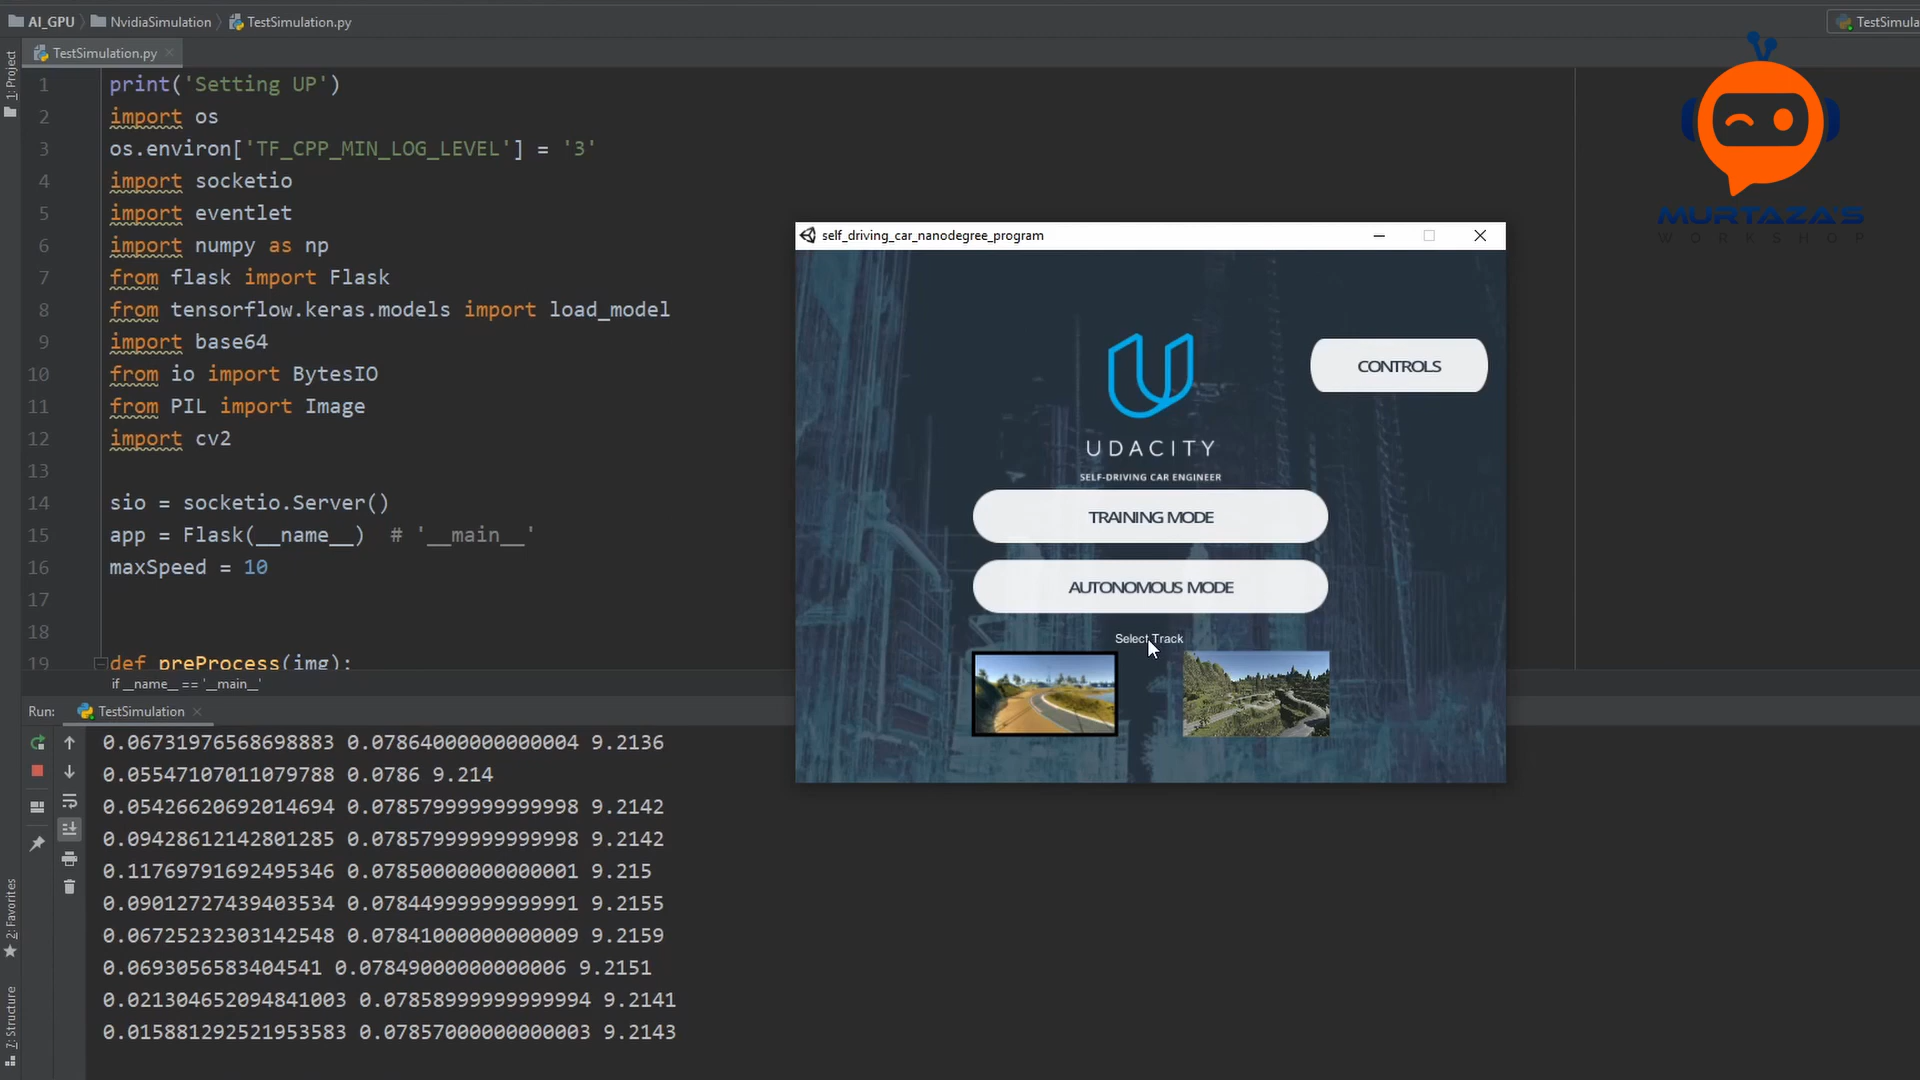 AI_GPU NvidiaSimulation TestSimulation.py
TestSimula
TestSimulation.py
1: Project
1 print('Setting UP')
2 import os
3 os.environ['TF_CPP_MIN_LOG_LEVEL'] = '3'
4 import socketio
5 import eventlet
6 import numpy as np
7 from flask import Flask
8 from tensorflow.keras.models import load_model
9 import base64
10 from io import BytesIO
11 from PIL import Image
12 import cv2
13
14 sio = socketio.Server()
15 app = Flask(__name__)  # '__main__'
16 maxSpeed = 10
17
18
19 def preProcess(img):
if __name__ == '__main__'
MURTAZA'S
WORKSHOP
self_driving_car_nanodegree_program
CONTROLS
UDACITY
SELF-DRIVING CAR ENGINEER
TRAINING MODE
AUTONOMOUS MODE
Select Track
Run: TestSimulation
0.06731976568698883 0.07864000000000004 9.2136
0.05547107011079788 0.0786 9.214
0.05426620692014694 0.07857999999999998 9.2142
0.09428612142801285 0.07857999999999998 9.2142
0.11769791692495346 0.07850000000000001 9.215
0.09012727439403534 0.07844999999999991 9.2155
0.06725232303142548 0.07841000000000009 9.2159
0.0693056583404541 0.07849000000000006 9.2151
0.021304652094841003 0.07858999999999994 9.2141
0.015881292521953583 0.07857000000000003 9.2143
2: Favorites
7: Structure